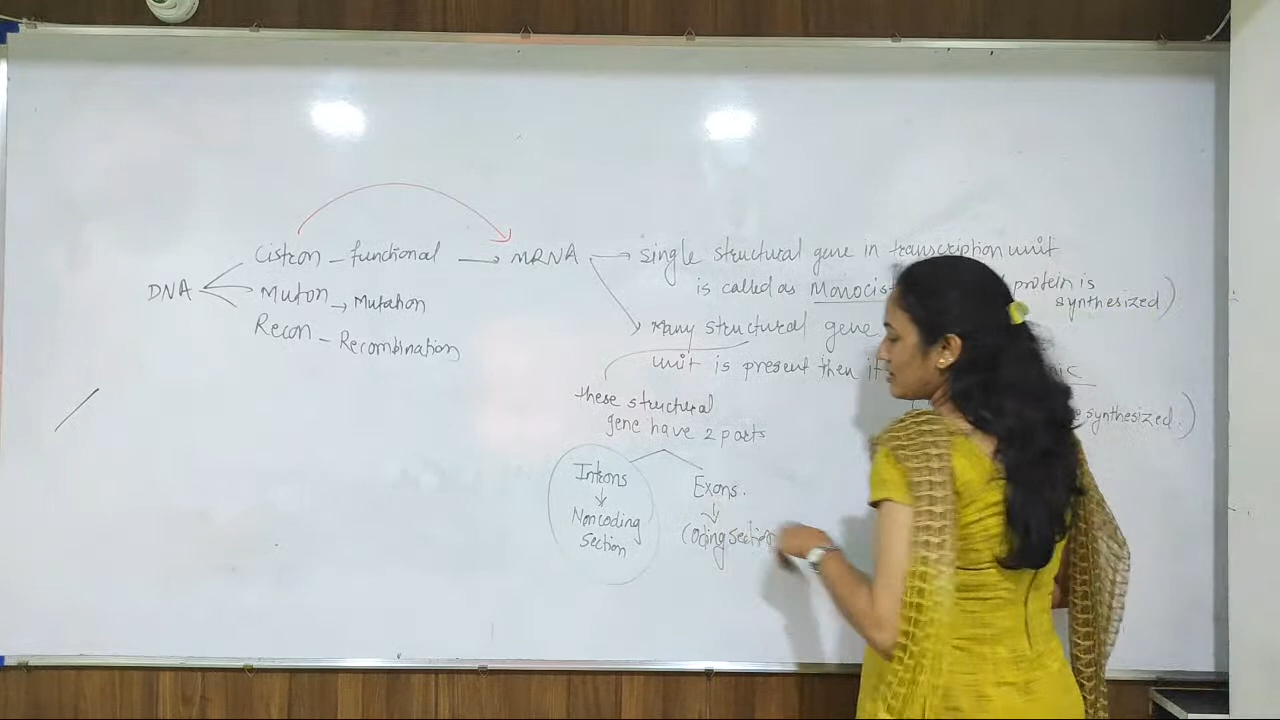 Cistron - functional → mRNA → single structural gene in transcription unit
is called as Monocis protein is
synthesized)
DNA
Muton → Mutation
Recon - Recombination
Many structural gene
unit is present then it nic
these structural
gene have 2 parts
synthesized.)
Introns
↓
Noncoding
section
Exons.
↓
Coding section